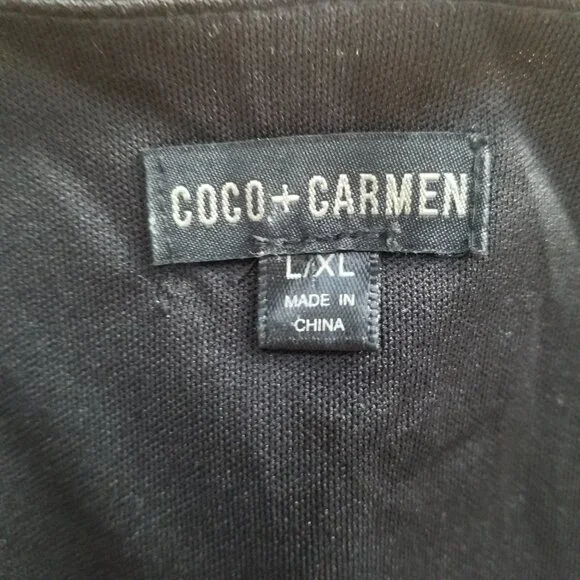 COCO + CARMEN
L/XL
MADE IN
CHINA